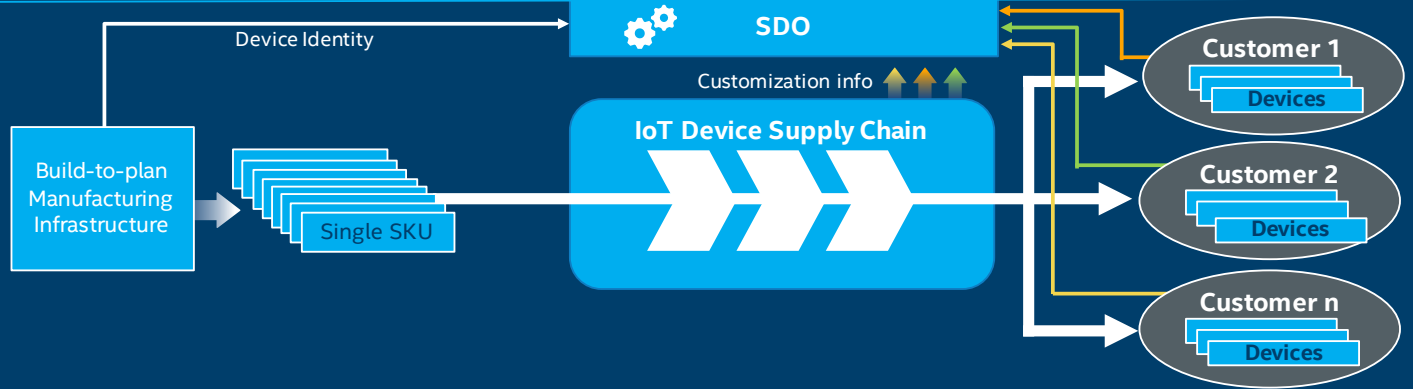 SDO
Device Identity
Customization info
Customer 1
Devices
IoT Device Supply Chain
Build-to-plan
Manufacturing
Infrastructure
Single SKU
Customer 2
Devices
Customer n
Devices